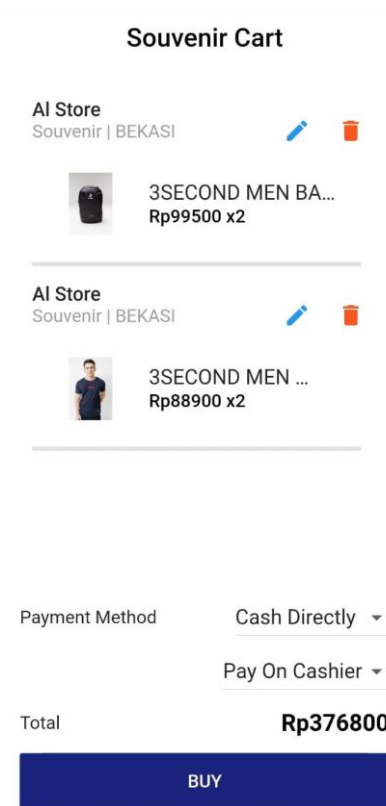 Souvenir Cart
Al Store
Souvenir | BEKASI
3SECOND MEN BA...
Rp99500 x2
Al Store
Souvenir | BEKASI
3SECOND MEN ...
Rp88900 x2
Payment Method
Cash Directly
Pay On Cashier
Total
Rp376800
BUY